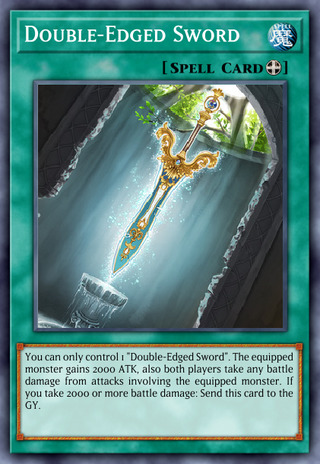 Double-Edged Sword
魔
[Spell Card]
You can only control 1 "Double-Edged Sword". The equipped
monster gains 2000 ATK, also both players take any battle
damage from attacks involving the equipped monster. If
you take 2000 or more battle damage: Send this card to the
GY.